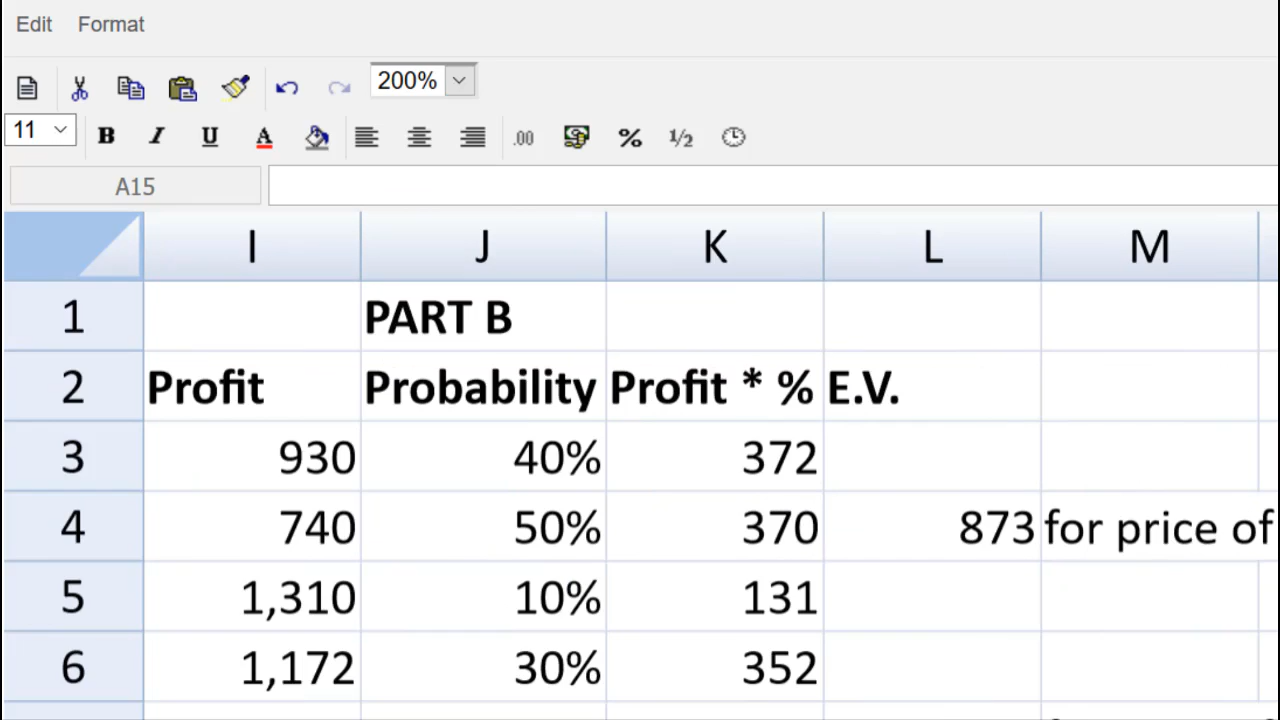 Edit Format
200%
11 B I U A .00 % 1/2
A15
I J K L M
1 PART B
2 Profit Probability Profit * % E.V.
3 930 40% 372
4 740 50% 370 873 for price of
5 1,310 10% 131
6 1,172 30% 352